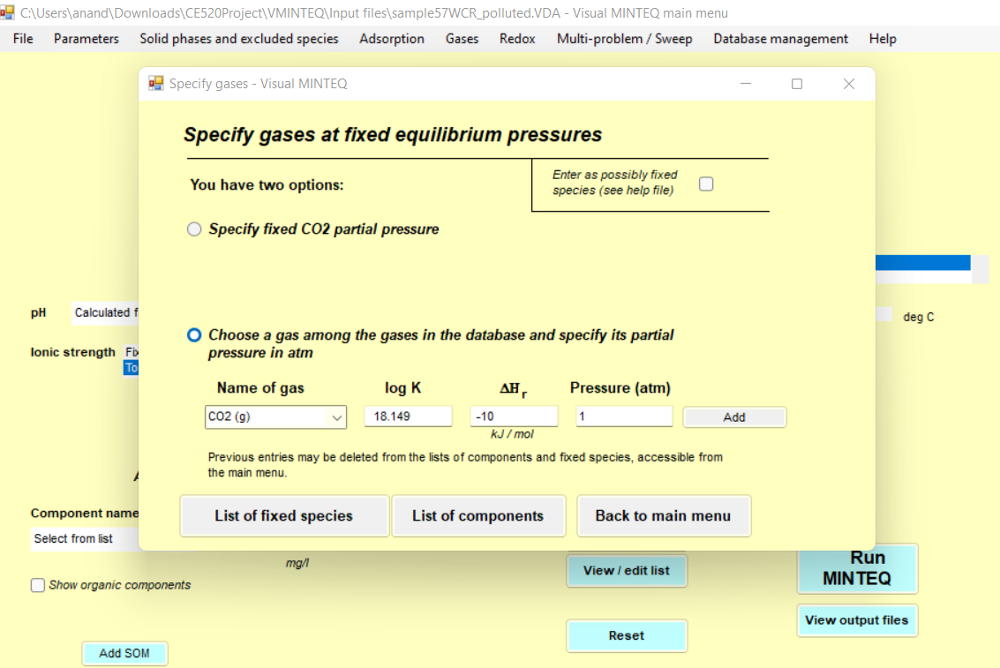 C:\Users\anand\Downloads\CE520Project\VMINTEQ\Input files\sample57WCR_polluted.VDA - Visual MINTEQ main menu
File Parameters Solid phases and excluded species Adsorption Gases Redox Multi-problem / Sweep Database management Help
Specify gases - Visual MINTEQ
Specify gases at fixed equilibrium pressures
You have two options:
Enter as possibly fixed
species (see help file)
Specify fixed CO2 partial pressure
pH Calculated f
deg C
Choose a gas among the gases in the database and specify its partial
pressure in atm
Ionic strength Fix
To
Name of gas log K ΔHr Pressure (atm)
CO2 (g) 18.149 -10 1 Add
kJ / mol
Previous entries may be deleted from the lists of components and fixed species, accessible from
the main menu.
Component name
List of fixed species List of components Back to main menu
Select from list
mg/l
Show organic components
View / edit list
Run
MINTEQ
View output files
Reset
Add SOM